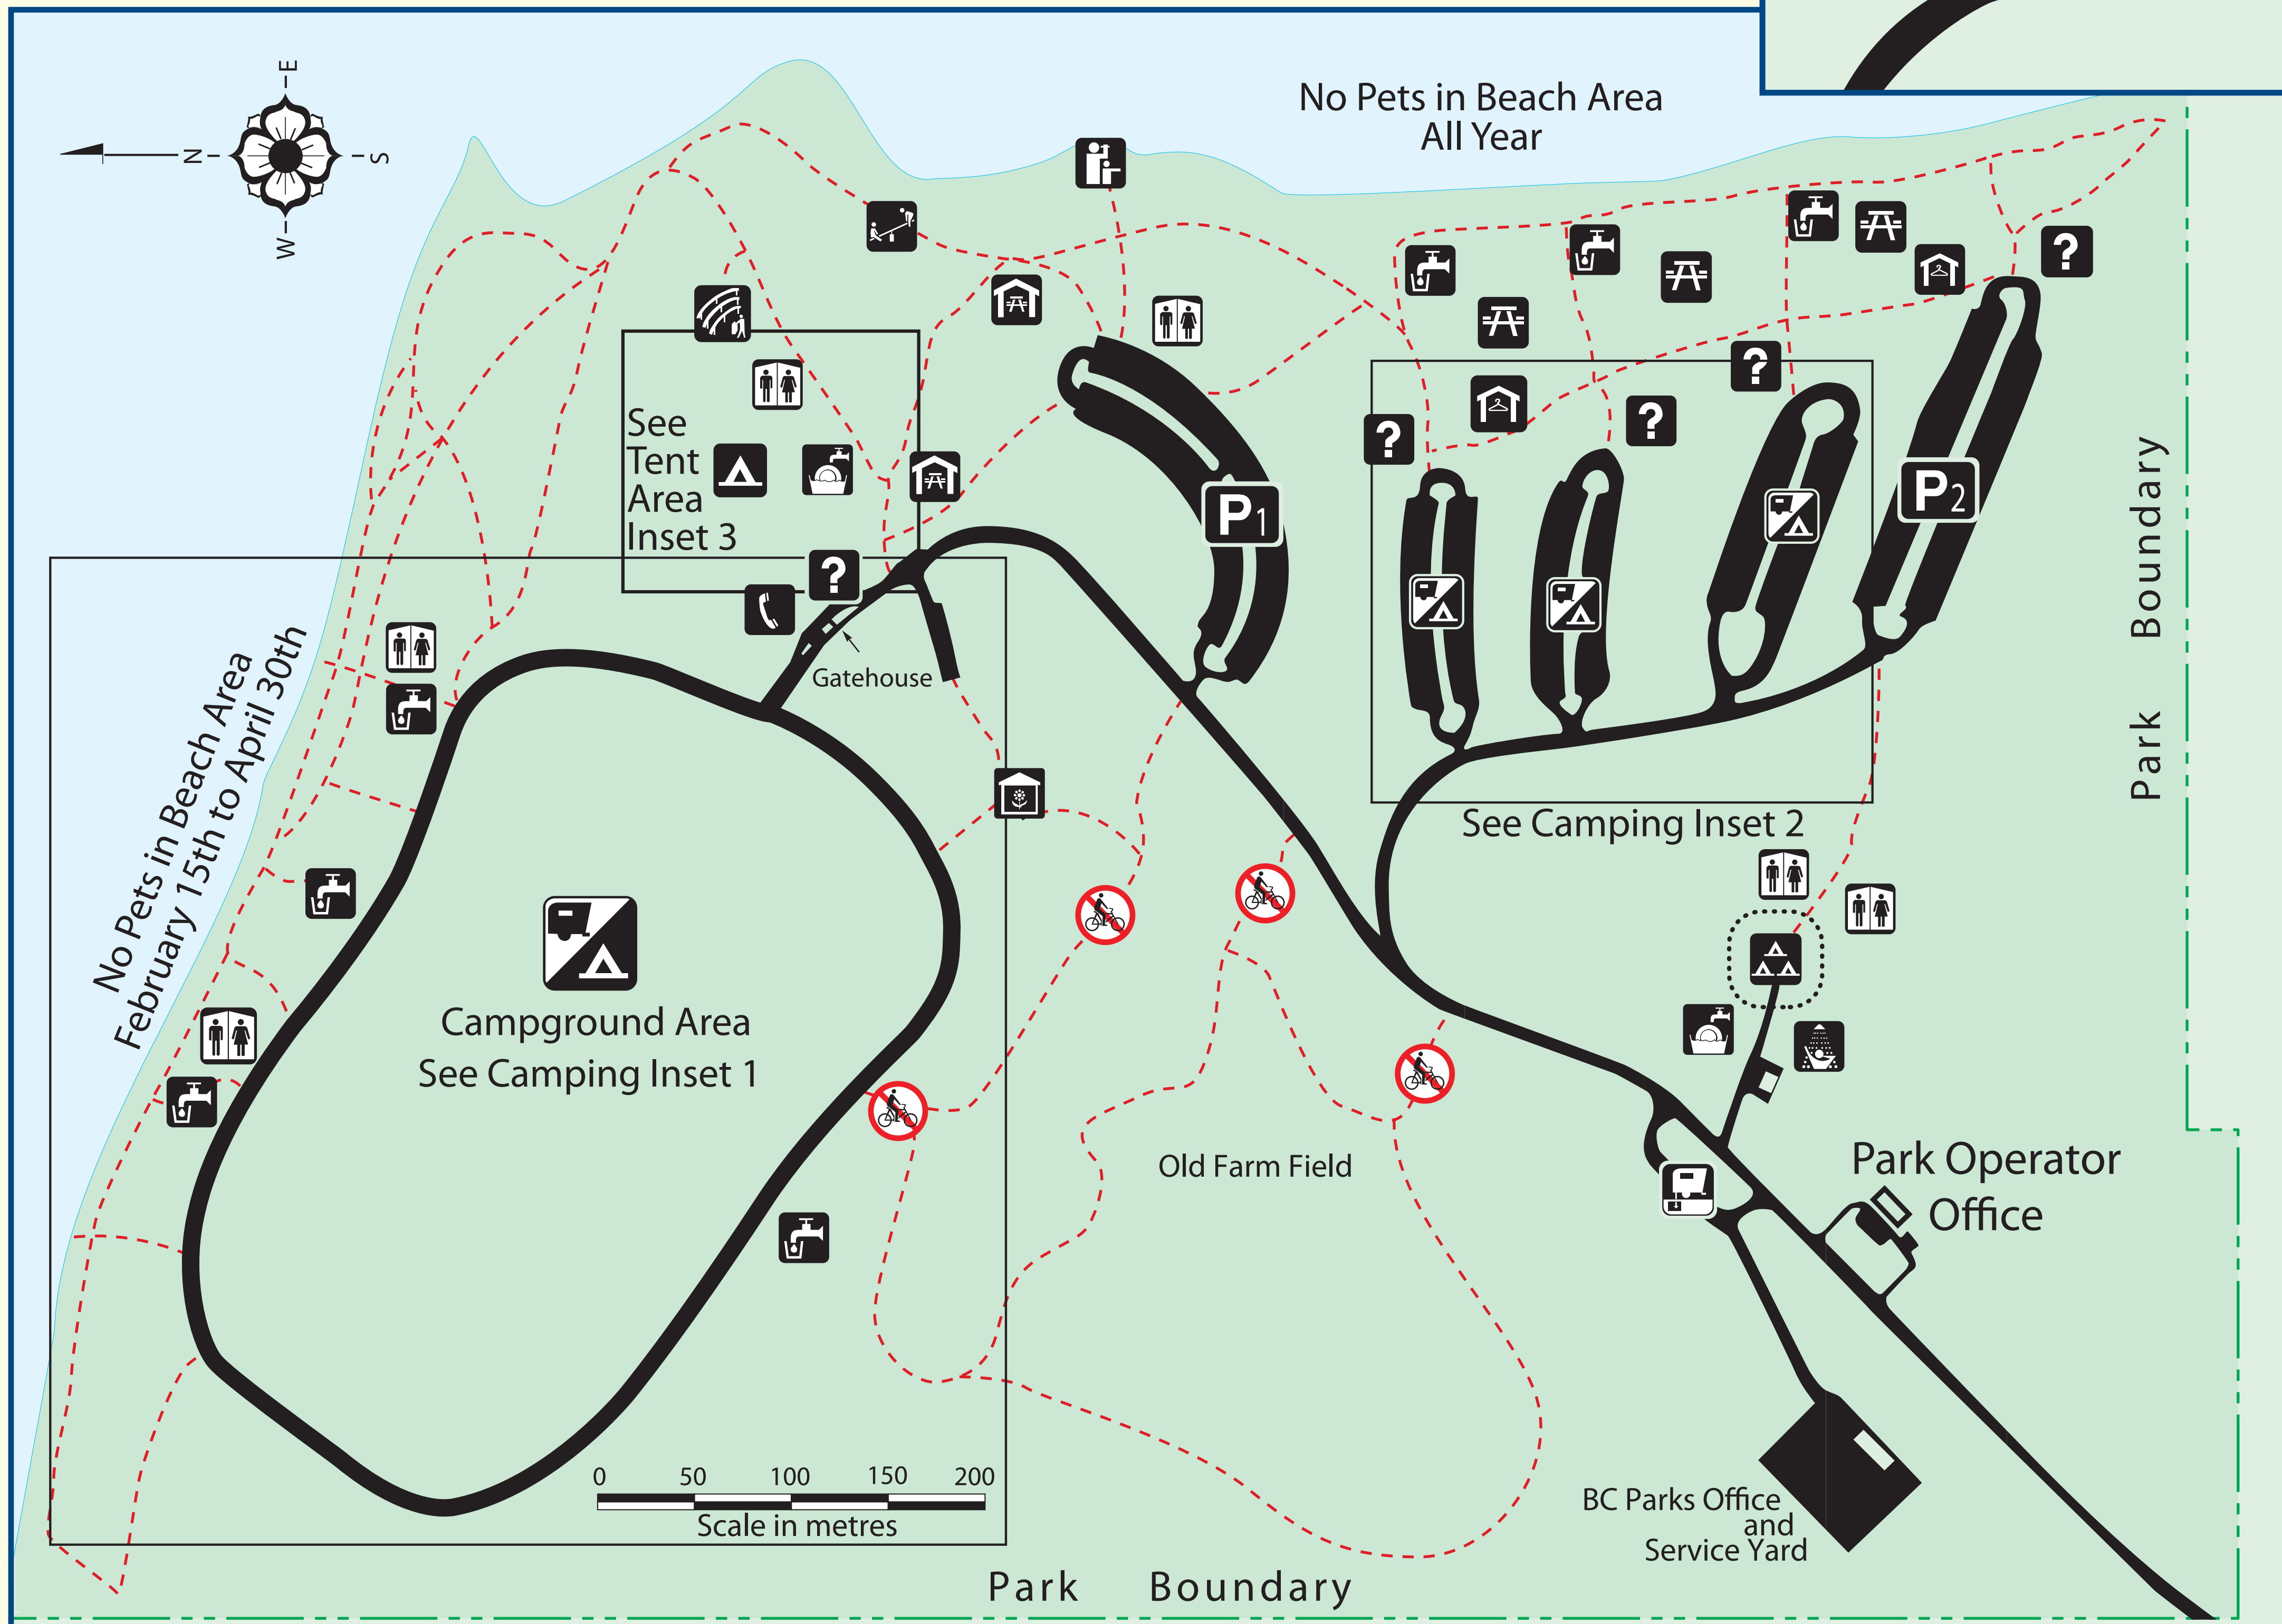 E
N
S
W
No Pets in Beach Area
All Year
See
Tent
Area
Inset 3
?
?
?
?
?
P1
P2
Gatehouse
No Pets in Beach Area
February 15th to April 30th
Park Boundary
See Camping Inset 2
Campground Area
See Camping Inset 1
Old Farm Field
Park Operator
Office
0 50 100 150 200
Scale in metres
BC Parks Office
and
Service Yard
Park Boundary